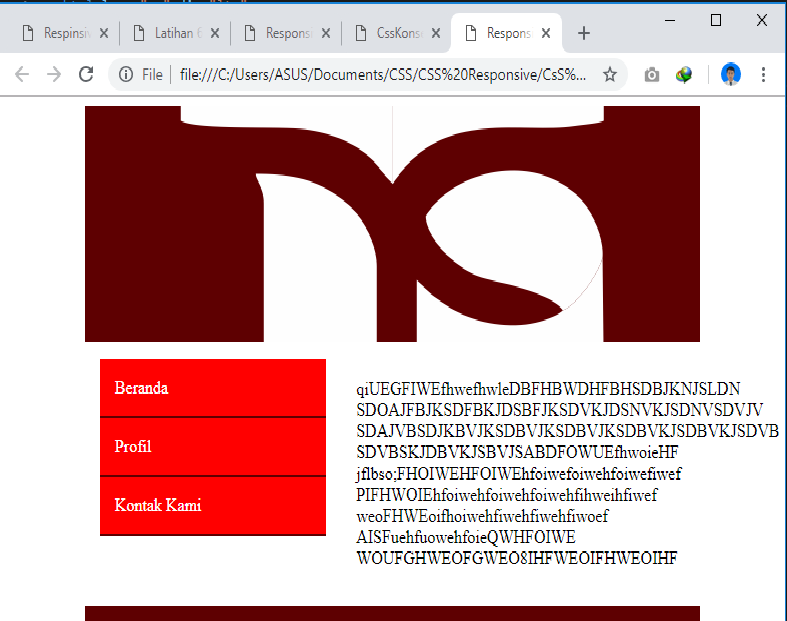 Respinsiv
Latihan 6
Respons
CssKonse
Respons
File
file:///C:/Users/ASUS/Documents/CSS/CSS%20Responsive/CsS%...
Beranda
Profil
Kontak Kami
qiUEGFIWEfhwefhwleDBFHBWDHFBHSDBJKNJSLDN
SDOAJFBJKSDFBKJDSBFJKSDVKJDSNVKJSDNVSDVJV
SDAJVBSDJKBVJKSDBVJKSDBVJKSDBVKJSDBVKJSDVB
SDVBSKJDBVKJSBVJSABDFOWUEfhwoieHF
jflbso;FHOIWEHFOIWEhfoiwefoiwehfoiwefiwef
PIFHWOIEhfoiwehfoiwehfoiwehfihweihfiwef
weoFHWEoifhoiwehfiwehfiwehfiwoef
AISFuehfuowehfoieQWHFOIWE
WOUFGHWEOFGWEO8IHFWEOIFHWEOIHF